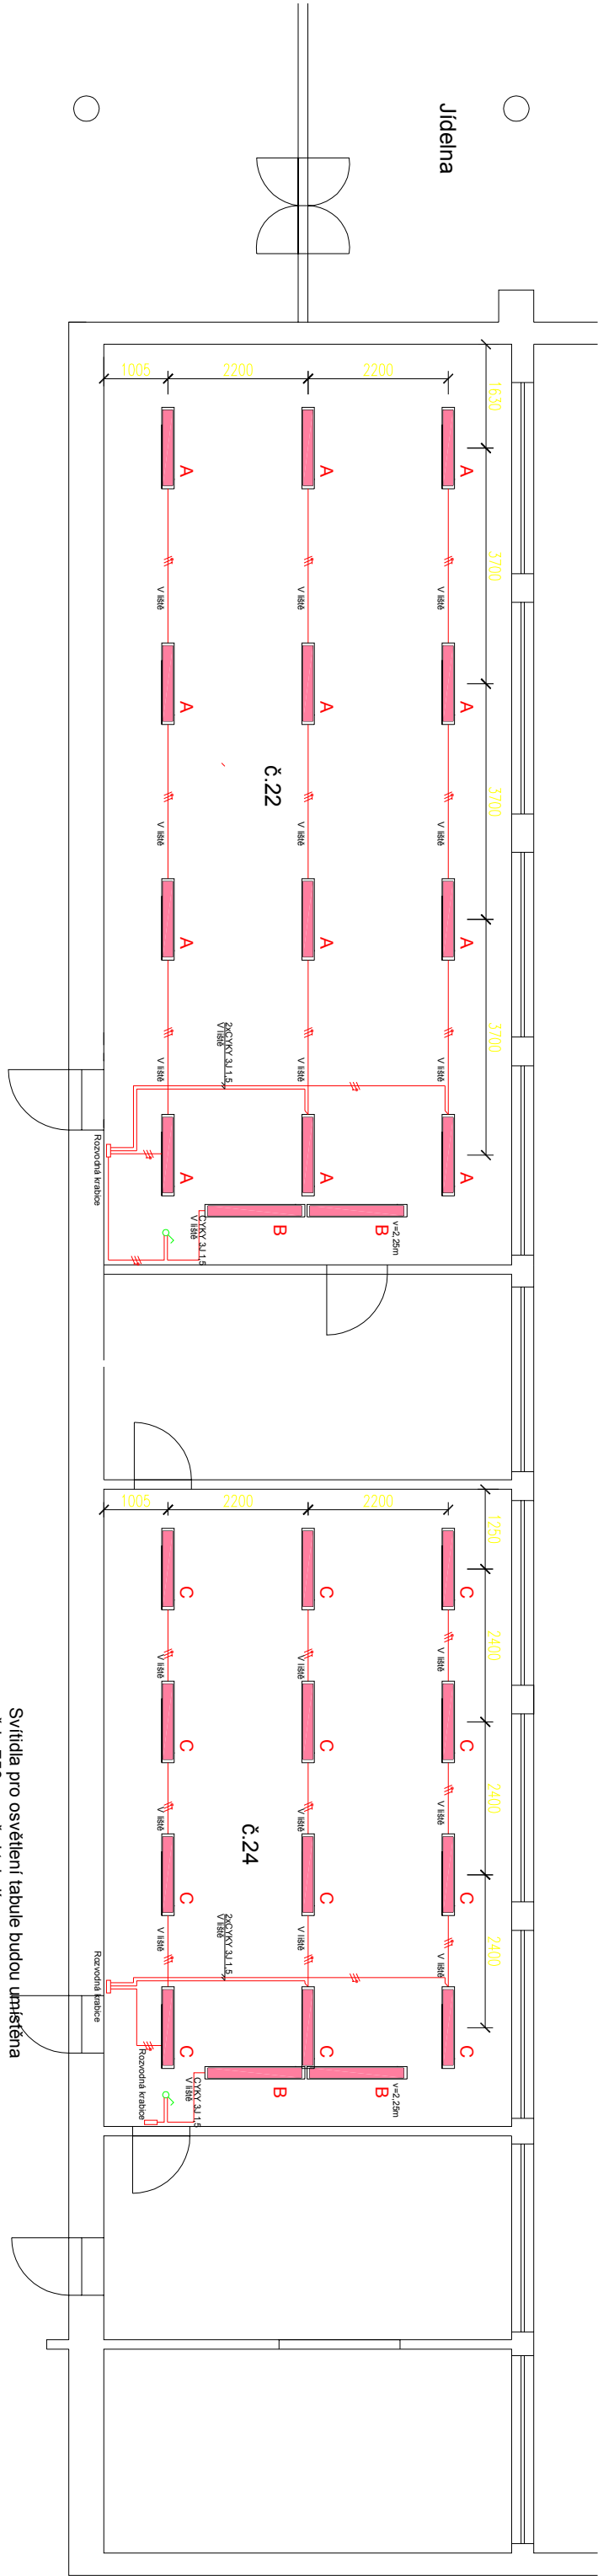 Jídelna
1630
3700
3700
3700
2200
2200
1005
A
A
A
A
V liště
V liště
V liště
A
A
A
A
V liště
V liště
V liště
A
A
A
A
V liště
V liště
V liště
č.22
2xCYKY 3J 1,5
V liště
v=2,25m
B
B
CYKY 3J 1,5
V liště
Rozvodná krabice
1250
2400
2400
2400
2200
2200
1005
C
C
C
C
V liště
V liště
V liště
C
C
C
C
V liště
V liště
V liště
C
C
C
C
V liště
V liště
V liště
č.24
2xCYKY 3J 1,5
V liště
v=2,25m
B
B
CYKY 3J 1,5
V liště
Rozvodná krabice
Rozvodná krabice
Svítidla pro osvětlení tabule budou umístěna